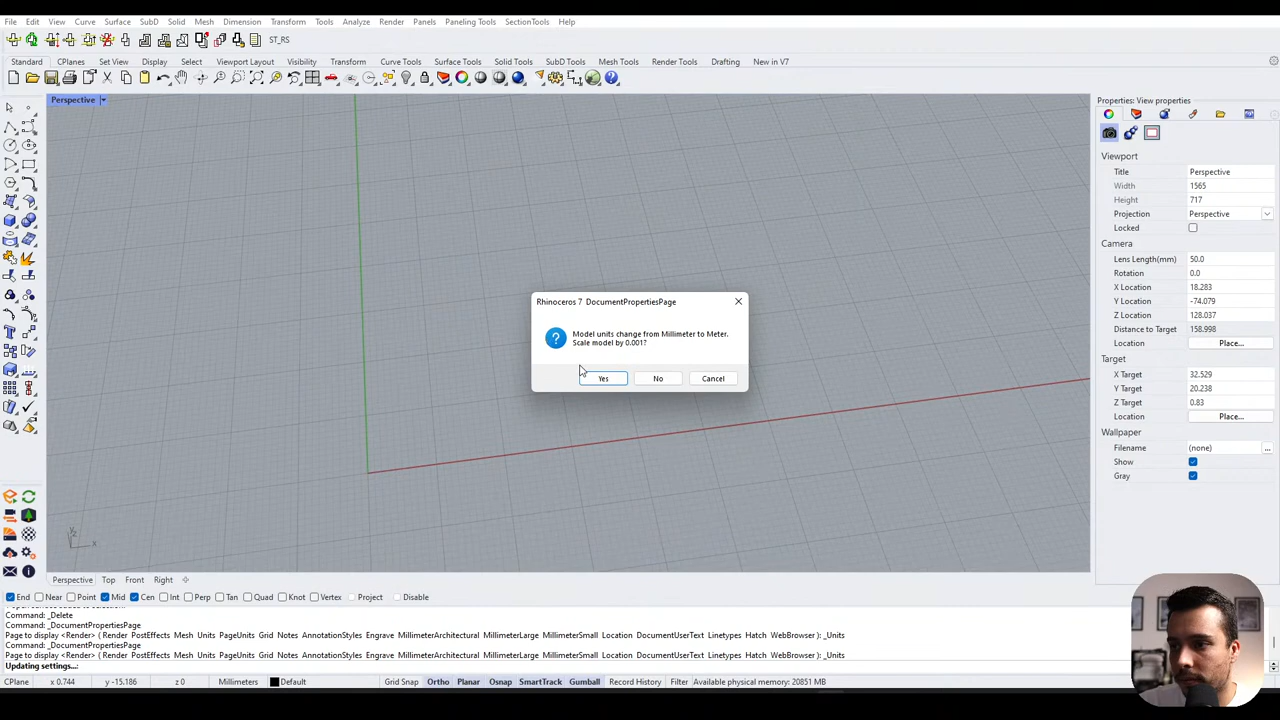 File Edit View Curve Surface SubD Solid Mesh Dimension Transform Tools Analyze Render Panels Paneling Tools SectionTools Help
ST_RS
Standard CPlanes Set View Display Select Viewport Layout Visibility Transform Curve Tools Surface Tools Solid Tools SubD Tools Mesh Tools Render Tools Drafting New in V7
Perspective
Properties: View properties
Viewport
Title Perspective
Width 1565
Height 717
Projection Perspective
Locked
Camera
Lens Length(mm) 50.0
Rotation 0.0
X Location 18.283
Y Location -74.079
Z Location 128.037
Distance to Target 158.998
Location Place...
Target
X Target 32.529
Y Target 20.238
Z Target 0.83
Location Place...
Wallpaper
Filename (none) ...
Show
Gray
Rhinoceros 7 DocumentPropertiesPage
Model units change from Millimeter to Meter.
Scale model by 0.001?
Yes No Cancel
x
Perspective Top Front Right
End Near Point Mid Cen Int Perp Tan Quad Knot Vertex Project Disable
Command: _Delete
Command: _DocumentPropertiesPage
Page to display <Render> ( Render PostEffects Mesh Units PageUnits Grid Notes AnnotationStyles Engrave MillimeterArchitectural MillimeterLarge MillimeterSmall Location DocumentUserText Linetypes Hatch WebBrowser ): _Units
Command: _DocumentPropertiesPage
Page to display <Render> ( Render PostEffects Mesh Units PageUnits Grid Notes AnnotationStyles Engrave MillimeterArchitectural MillimeterLarge MillimeterSmall Location DocumentUserText Linetypes Hatch WebBrowser ): _Units
Updating settings...:
CPlane x 0.744 y -15.186 z 0 Millimeters Default Grid Snap Ortho Planar Osnap SmartTrack Gumball Record History Filter Available physical memory: 20851 MB